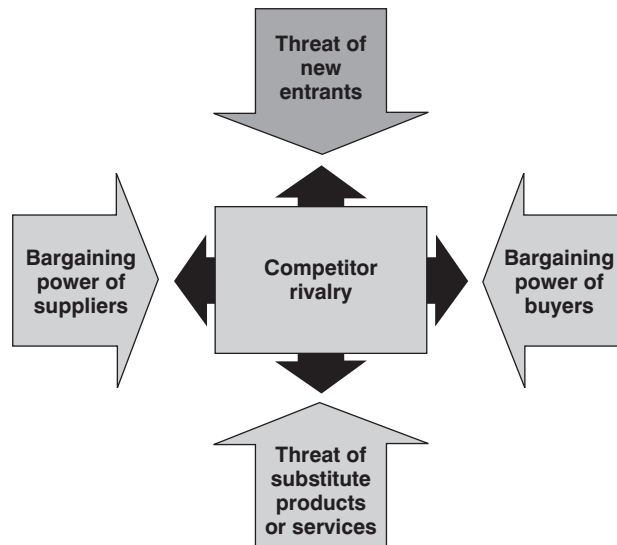 Threat of
new
entrants
Bargaining
power of
suppliers
Competitor
rivalry
Bargaining
power of
buyers
Threat of
substitute
products
or services